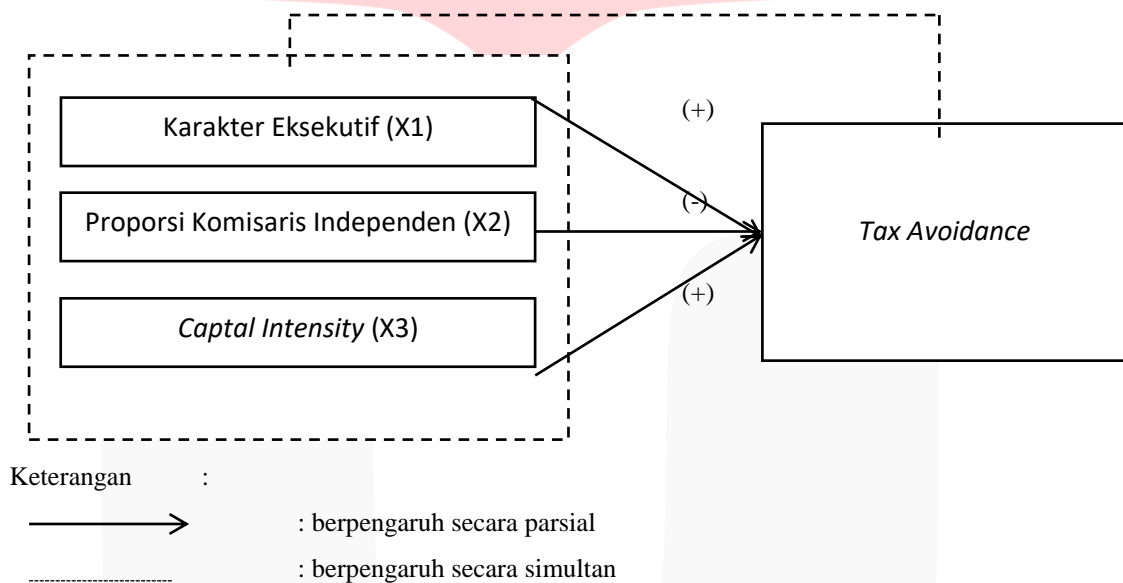 Karakter Eksekutif (X1)
(+)
Proporsi Komisaris Independen (X2)
(-)
Tax Avoidance
Captal Intensity (X3)
(+)
Keterangan :
: berpengaruh secara parsial
: berpengaruh secara simultan